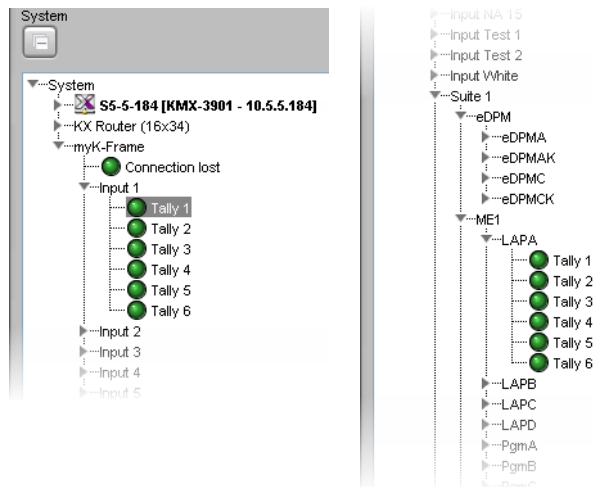 System
System
S5-5-184 [KMX-3901 - 10.5.5.184]
KX Router (16x34)
myK-Frame
Connection lost
Input 1
Tally 1
Tally 2
Tally 3
Tally 4
Tally 5
Tally 6
Input 2
Input 3
Input 4
Input 5
Input NA 15
Input Test 1
Input Test 2
Input White
Suite 1
eDPM
eDPMA
eDPMAK
eDPMC
eDPMCK
ME1
LAPA
Tally 1
Tally 2
Tally 3
Tally 4
Tally 5
Tally 6
LAPB
LAPC
LAPD
PgmA
PgmB
PgmC